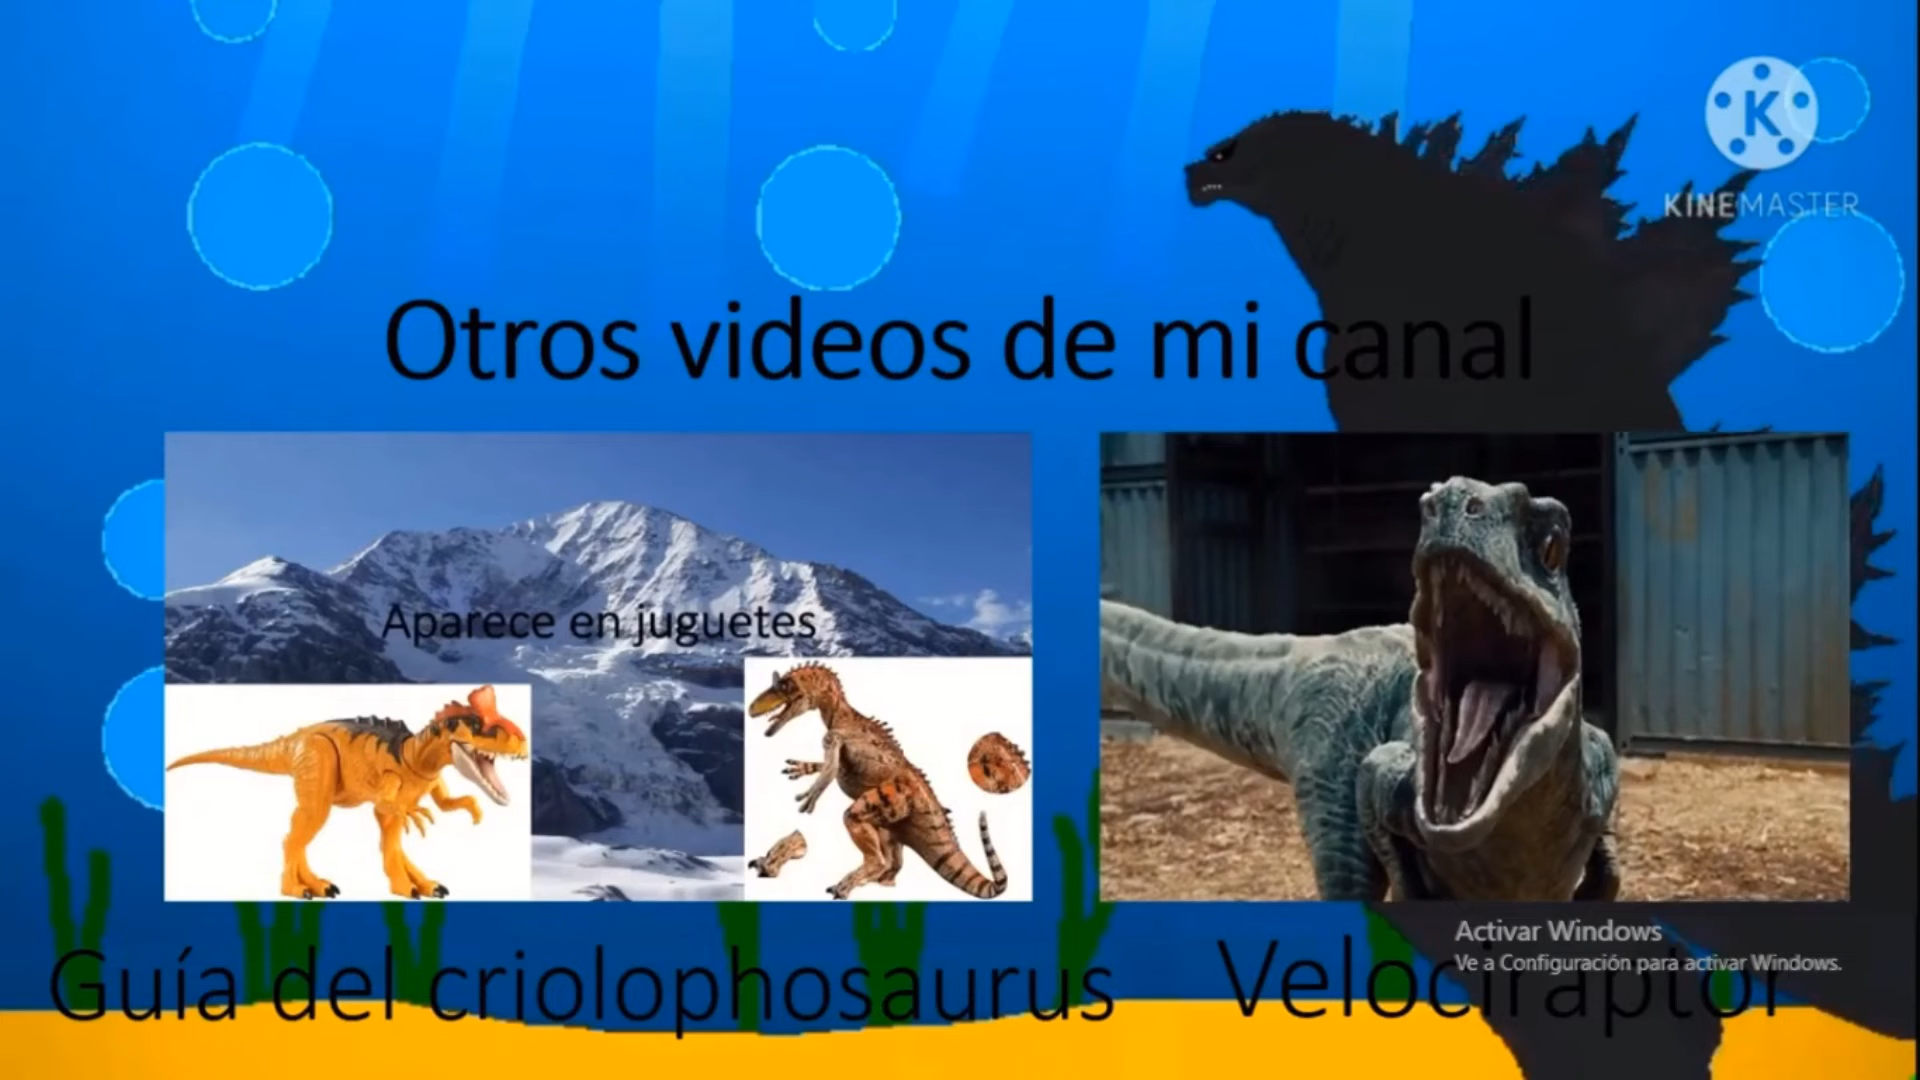 K
KINEMASTER
Otros videos de mi canal
Aparece en juguetes
Guía del criolophosaurus
Velociraptor
Activar Windows
Ve a Configuración para activar Windows.